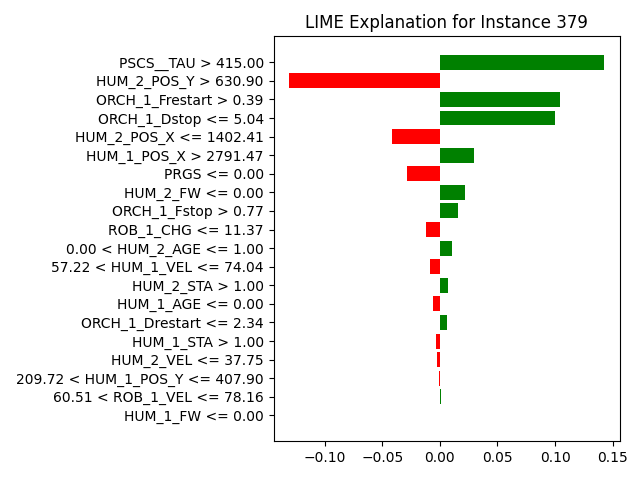 LIME Explanation for Instance 379
PSCS__TAU > 415.00
HUM_2_POS_Y > 630.90
ORCH_1_Frestart > 0.39
ORCH_1_Dstop <= 5.04
HUM_2_POS_X <= 1402.41
HUM_1_POS_X > 2791.47
PRGS <= 0.00
HUM_2_FW <= 0.00
ORCH_1_Fstop > 0.77
ROB_1_CHG <= 11.37
0.00 < HUM_2_AGE <= 1.00
57.22 < HUM_1_VEL <= 74.04
HUM_2_STA > 1.00
HUM_1_AGE <= 0.00
ORCH_1_Drestart <= 2.34
HUM_1_STA > 1.00
HUM_2_VEL <= 37.75
209.72 < HUM_1_POS_Y <= 407.90
60.51 < ROB_1_VEL <= 78.16
HUM_1_FW <= 0.00
−0.10 −0.05 0.00 0.05 0.10 0.15